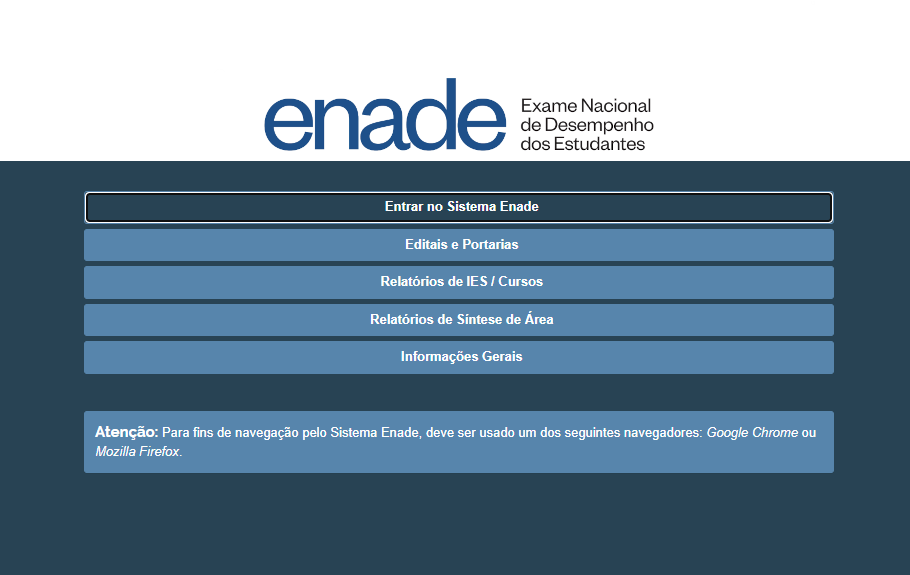 enade
Exame Nacional
de Desempenho
dos Estudantes
Entrar no Sistema Enade
Editais e Portarias
Relatórios de IES / Cursos
Relatórios de Síntese de Área
Informações Gerais
Atenção: Para fins de navegação pelo Sistema Enade, deve ser usado um dos seguintes navegadores: Google Chrome ou
Mozilla Firefox.